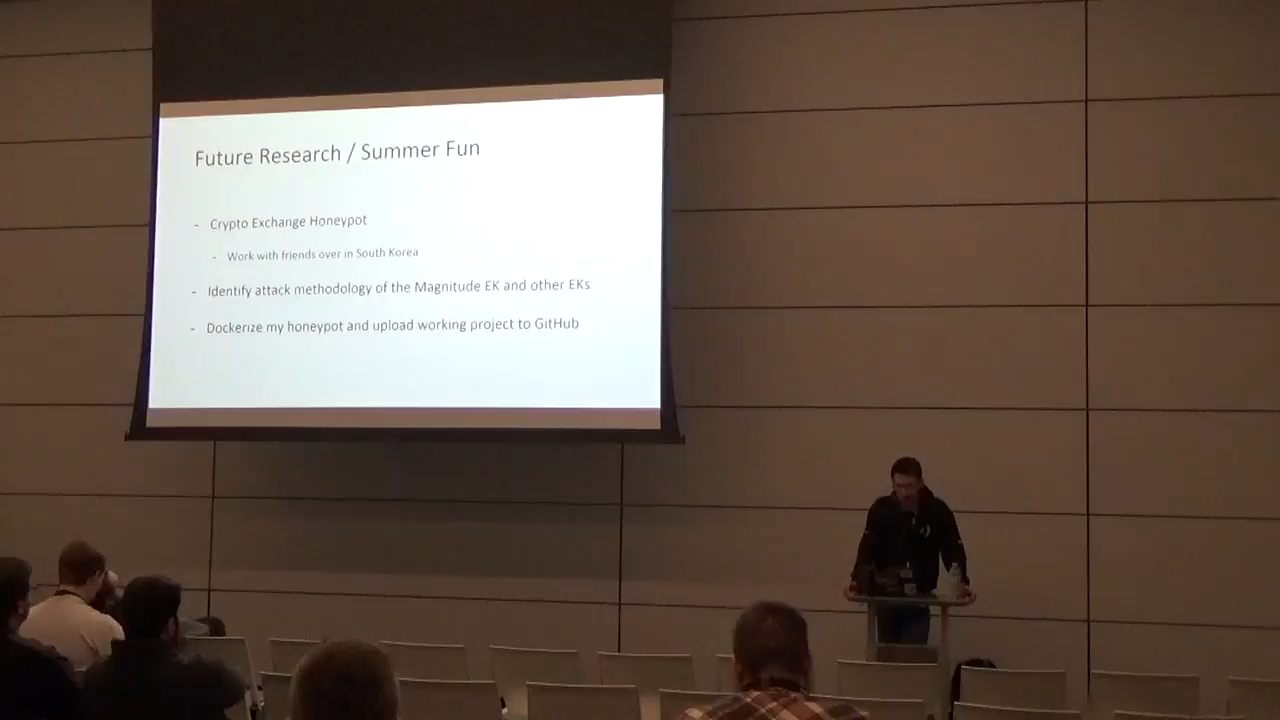 Future Research / Summer Fun
- Crypto Exchange Honeypot
- Work with friends over in South Korea
- Identify attack methodology of the Magnitude EK and other EKs
- Dockerize my honeypot and upload working project to GitHub